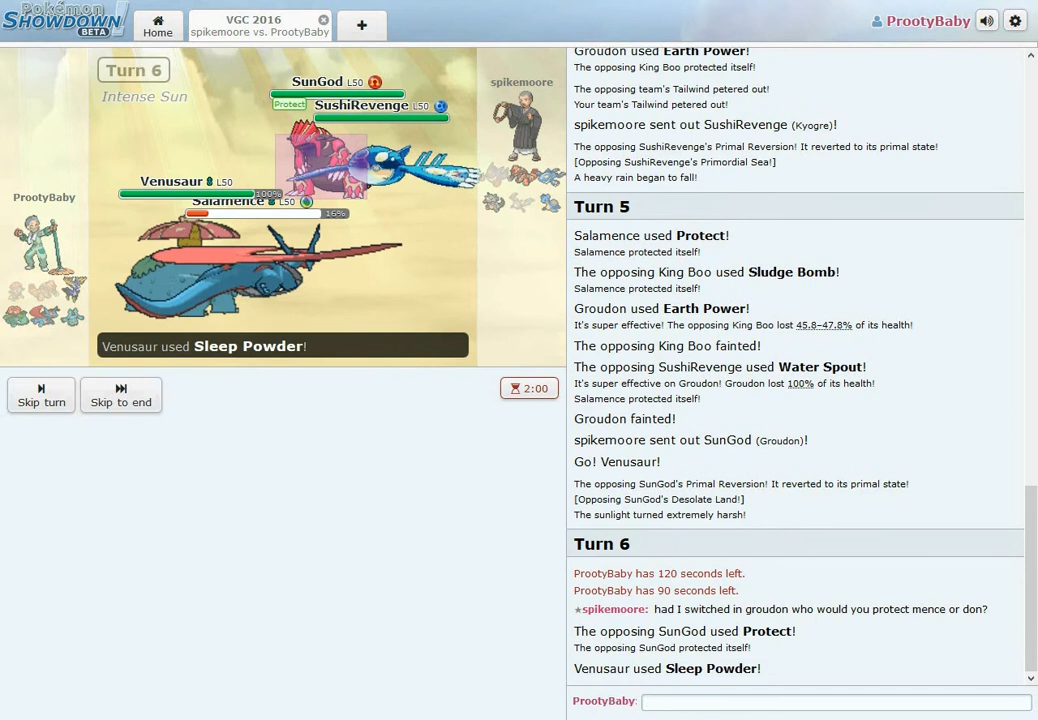 Pokémon
SHOWDOWN!
BETA
Home
VGC 2016
spikemoore vs. ProotyBaby
ProotyBaby
Turn 6
Intense Sun
SunGod L50
Protect
SushiRevenge L50
Venusaur L50
100%
Salamence L50
16%
spikemoore
ProotyBaby
Venusaur used Sleep Powder!
Skip turn
Skip to end
2:00
Groudon used Earth Power!
The opposing King Boo protected itself!
The opposing team's Tailwind petered out!
Your team's Tailwind petered out!
spikemoore sent out SushiRevenge (Kyogre)!
The opposing SushiRevenge's Primal Reversion! It reverted to its primal state!
[Opposing SushiRevenge's Primordial Sea!]
A heavy rain began to fall!
Turn 5
Salamence used Protect!
Salamence protected itself!
The opposing King Boo used Sludge Bomb!
Salamence protected itself!
Groudon used Earth Power!
It's super effective! The opposing King Boo lost 45.8–47.8% of its health!
The opposing King Boo fainted!
The opposing SushiRevenge used Water Spout!
It's super effective on Groudon! Groudon lost 100% of its health!
Salamence protected itself!
Groudon fainted!
spikemoore sent out SunGod (Groudon)!
Go! Venusaur!
The opposing SunGod's Primal Reversion! It reverted to its primal state!
[Opposing SunGod's Desolate Land!]
The sunlight turned extremely harsh!
Turn 6
ProotyBaby has 120 seconds left.
ProotyBaby has 90 seconds left.
★spikemoore: had I switched in groudon who would you protect mence or don?
The opposing SunGod used Protect!
The opposing SunGod protected itself!
Venusaur used Sleep Powder!
ProotyBaby: